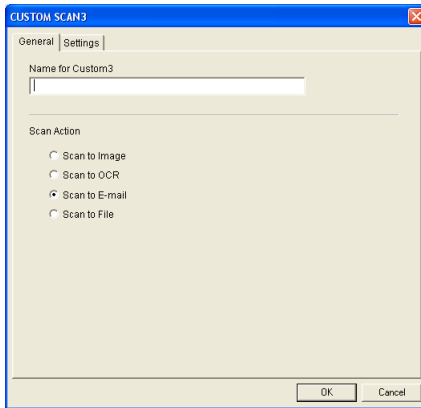 CUSTOM SCAN3
General Settings
Name for Custom3
Scan Action
Scan to Image
Scan to OCR
Scan to E-mail
Scan to File
OK Cancel